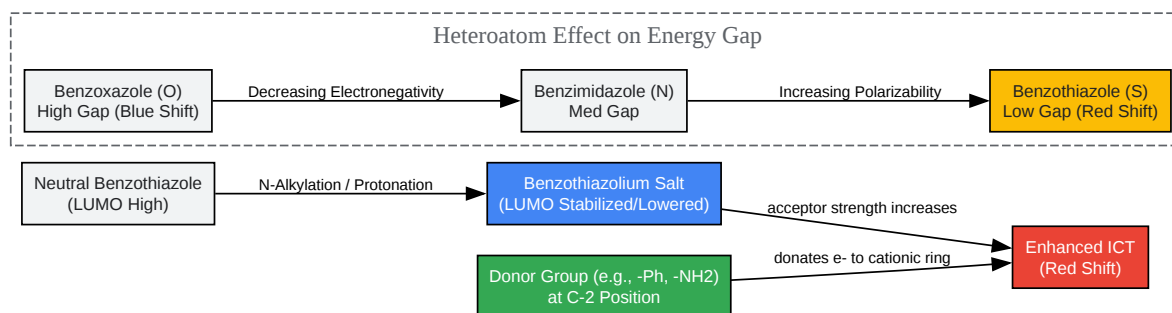 Heteroatom Effect on Energy Gap
Benzoxazole (O)
High Gap (Blue Shift)
Decreasing Electronegativity
Benzimidazole (N)
Med Gap
Increasing Polarizability
Benzothiazole (S)
Low Gap (Red Shift)
Neutral Benzothiazole
(LUMO High)
N-Alkylation / Protonation
Benzothiazolium Salt
(LUMO Stabilized/Lowered)
acceptor strength increases
Donor Group (e.g., -Ph, -NH2)
at C-2 Position
donates e- to cationic ring
Enhanced ICT
(Red Shift)